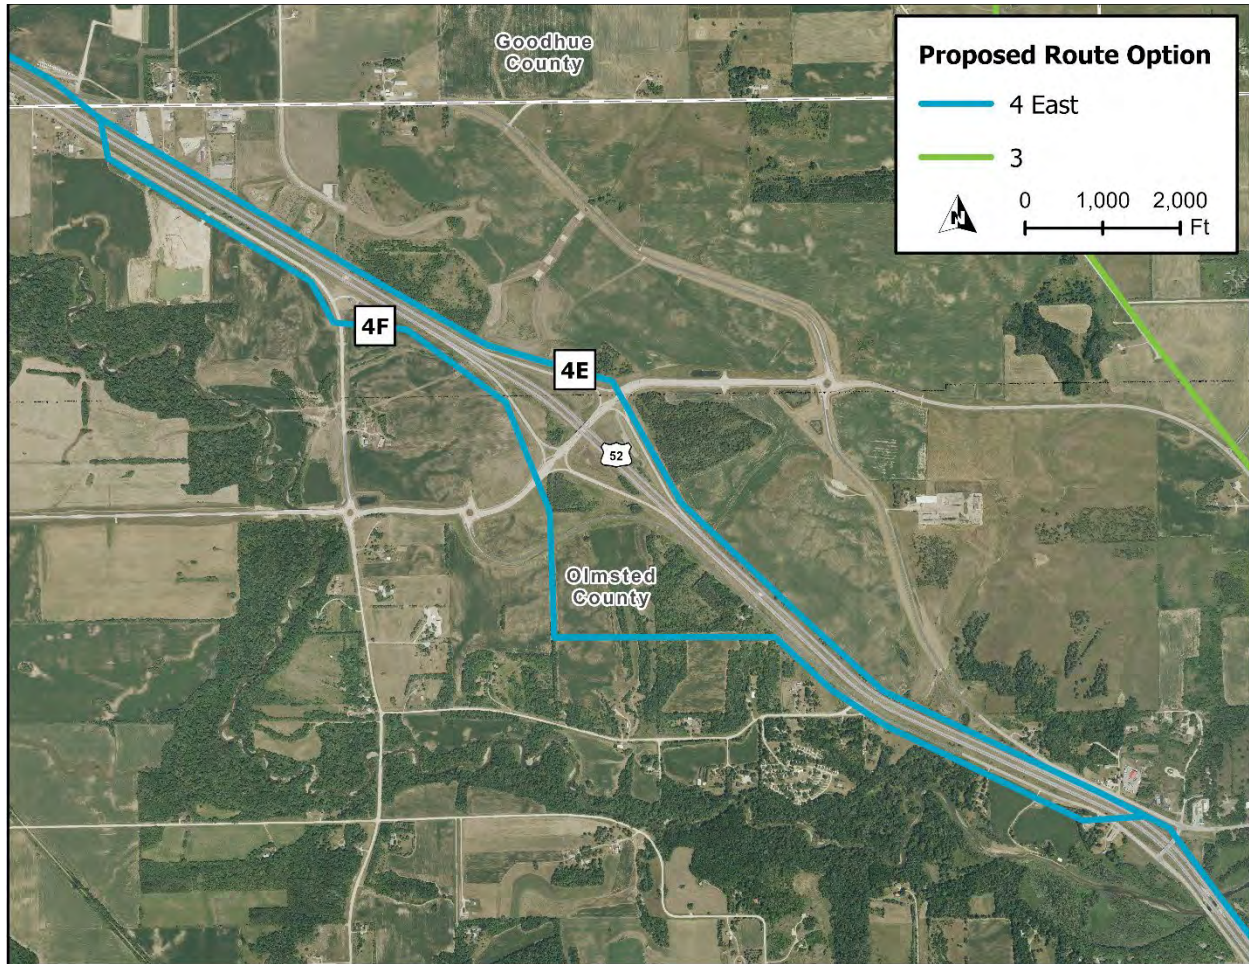 Goodhue
County
Proposed Route Option
4 East
3
N
0 1,000 2,000
Ft
4F
4E
52
Olmsted
County